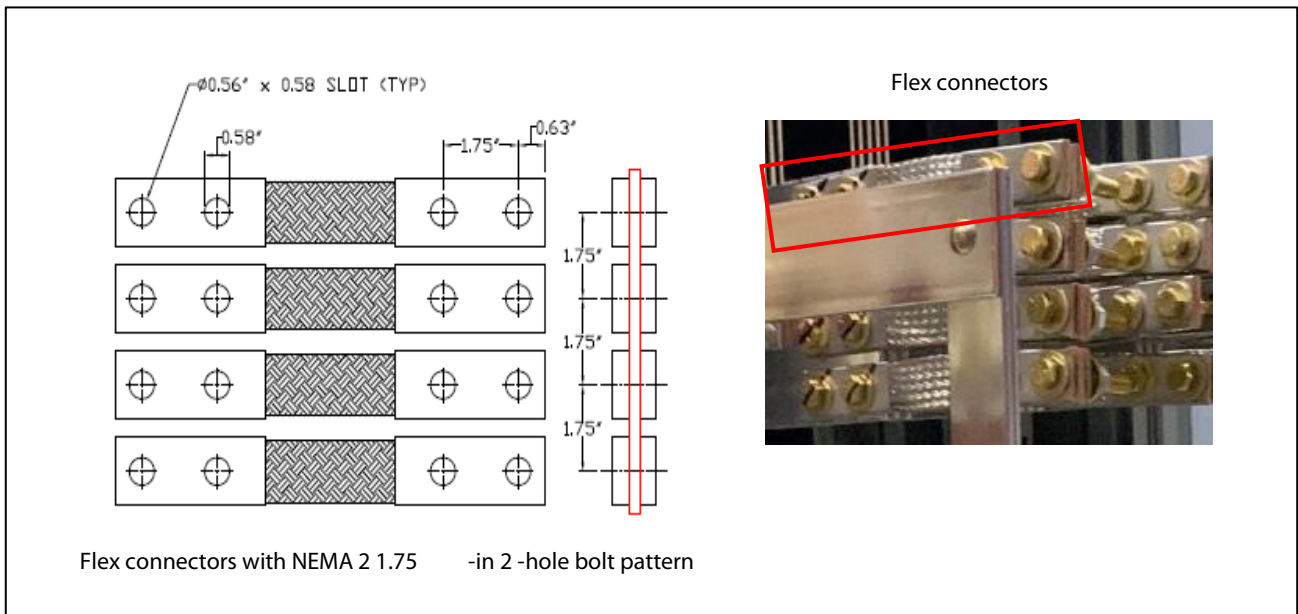 Ø0.56" x 0.58 SLOT (TYP)
Flex connectors
0.58"
1.75"
0.63"
1.75"
1.75"
1.75"
Flex connectors with NEMA 2 1.75 -in 2 -hole bolt pattern